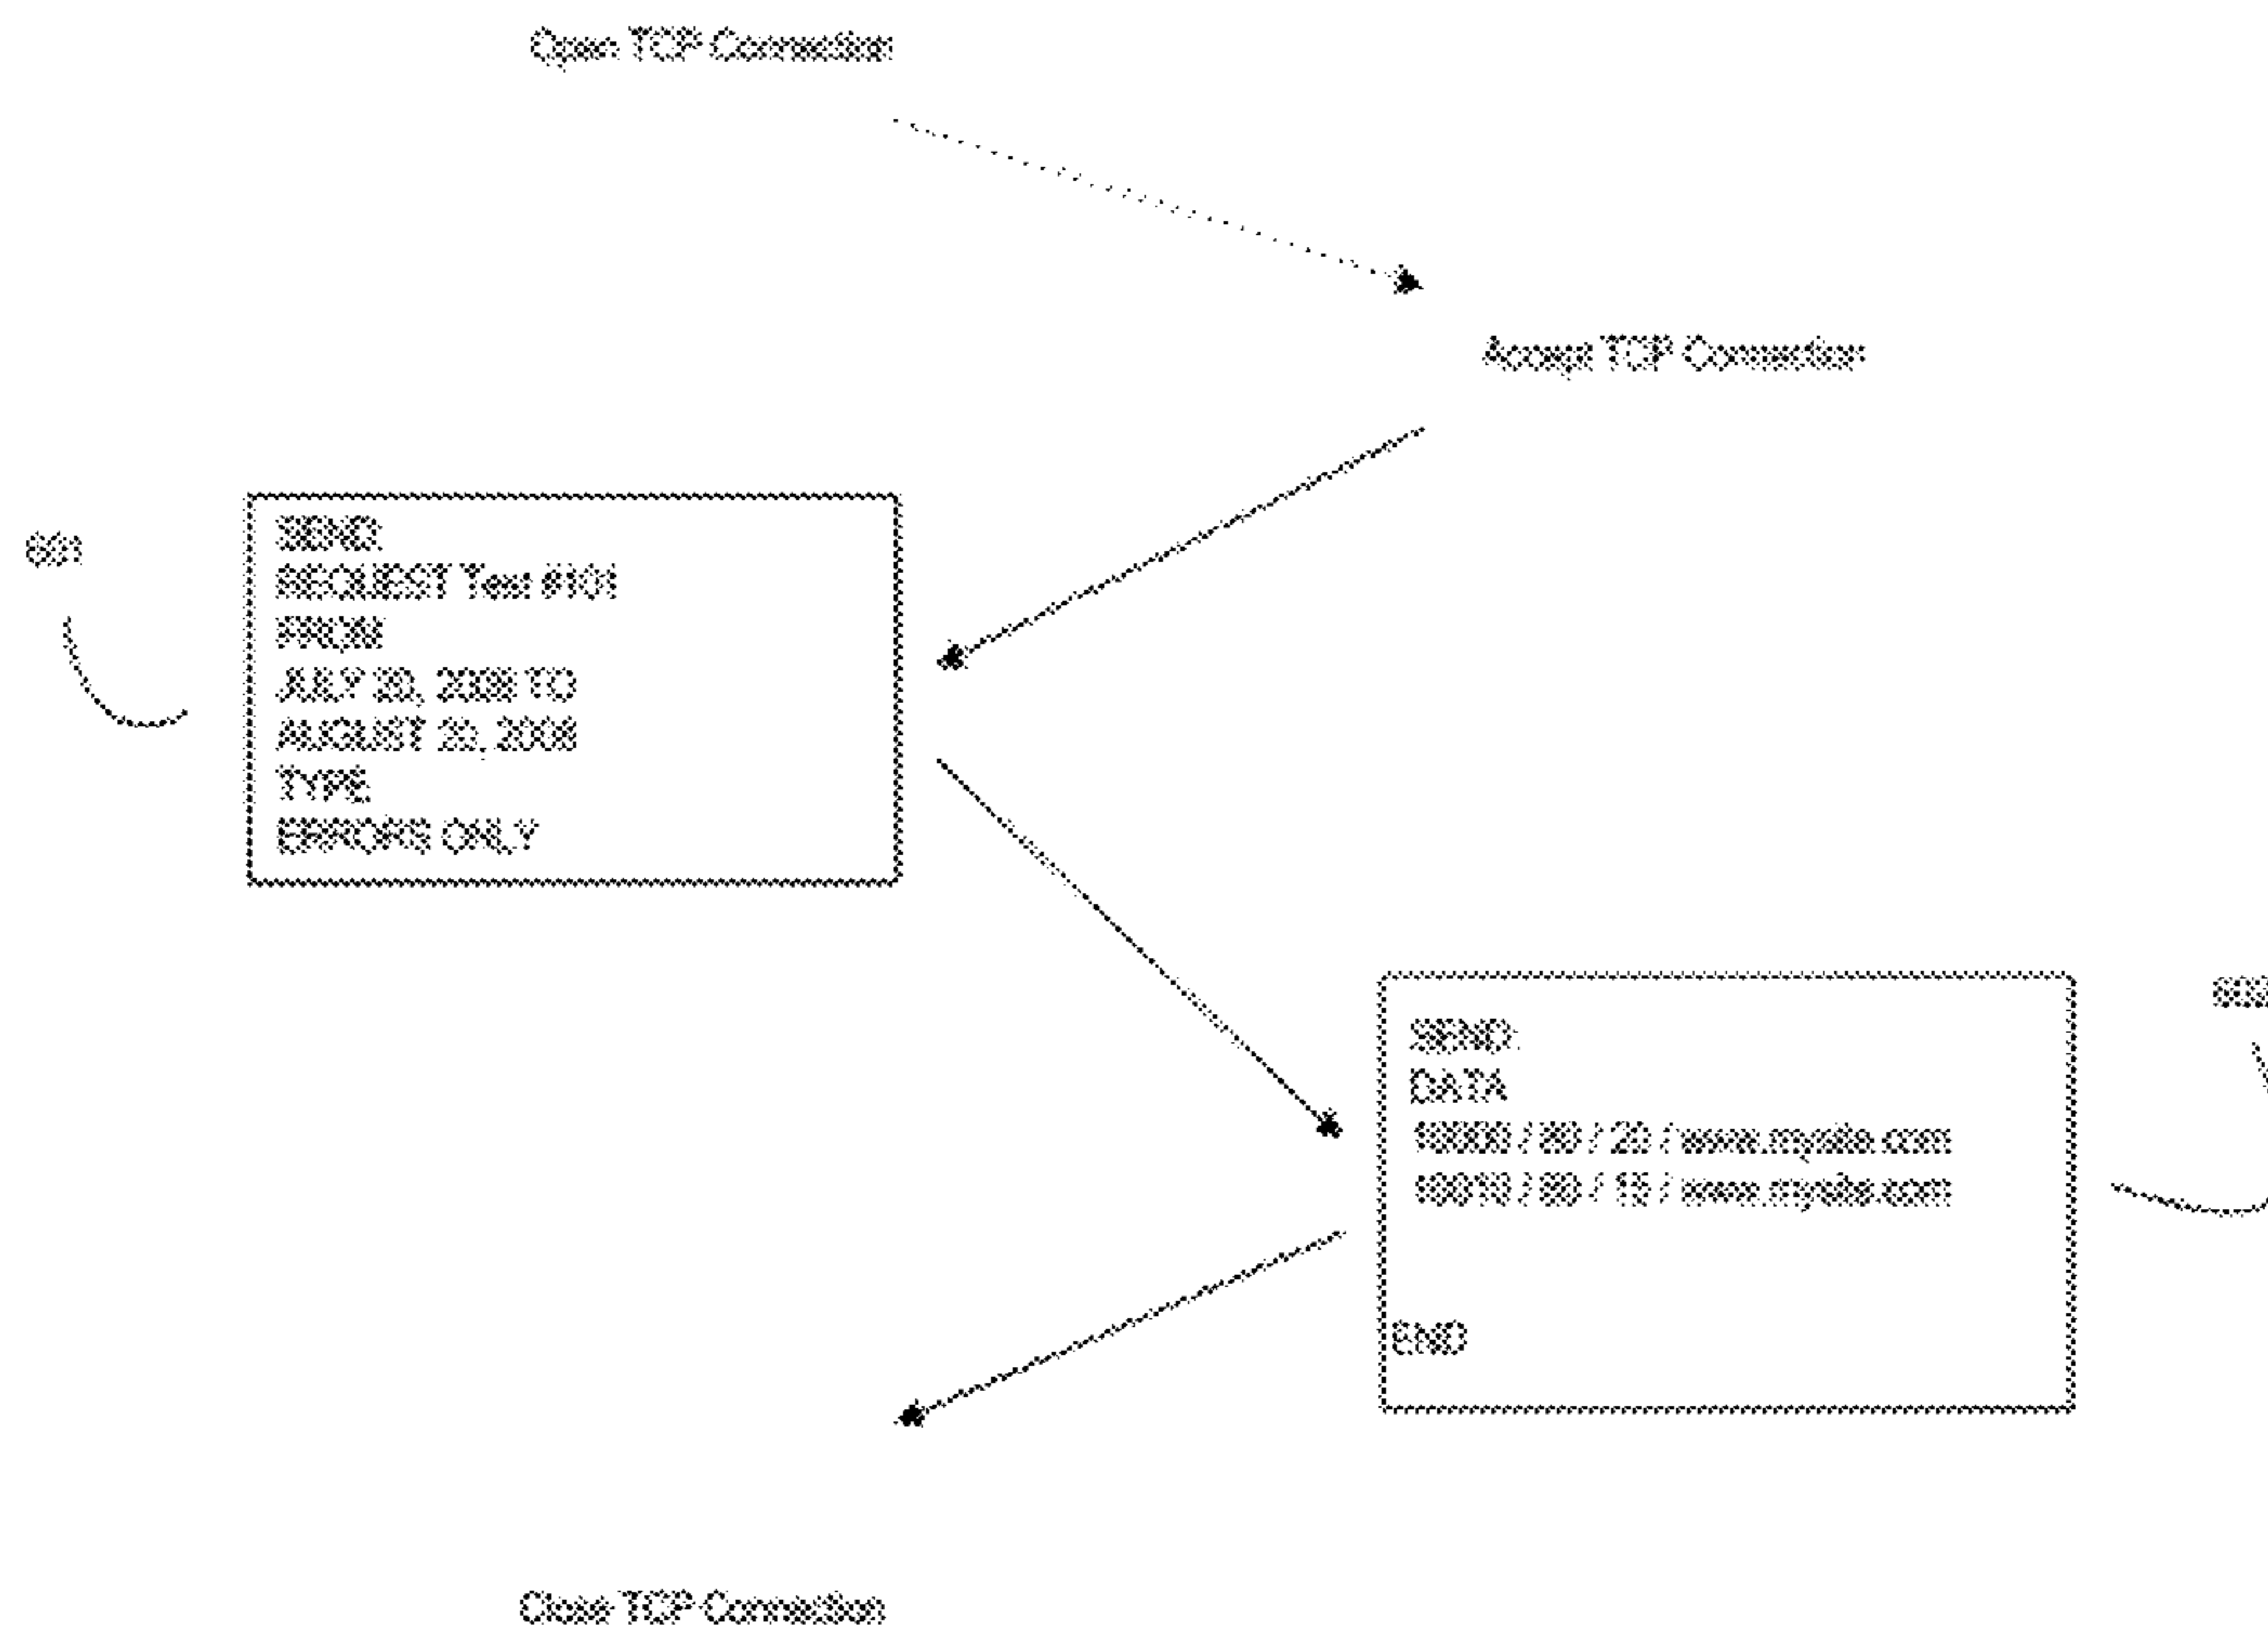 Open TCP Connection
Accept TCP Connection
601
SEND:
REQUEST Test #101
FROM
JULY 20, 2008 TO
AUGUST 20, 2008
TYPE
ERRORS ONLY
SEND:
DATA
/ 80 / 20 / www.mysite.com
/ 80 / 15 / www.mysite.com
END
Close TCP Connection